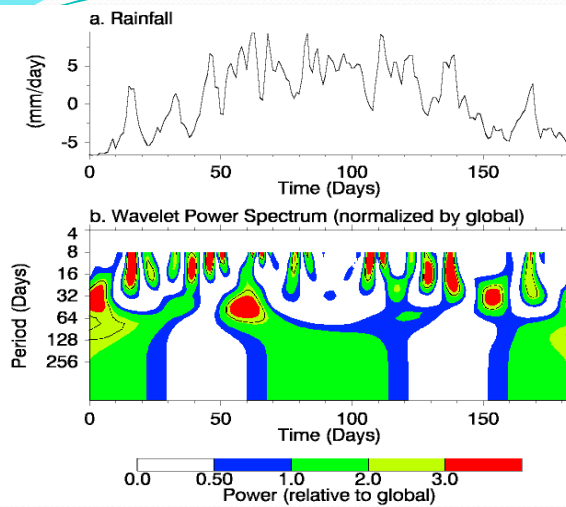 a. Rainfall
(mm/day)
5
0
-5
0 50 100 150
Time (Days)
b. Wavelet Power Spectrum (normalized by global)
Period (Days)
4
8
16
32
64
128
256
0 50 100 150
Time (Days)
0.0 0.50 1.0 2.0 3.0
Power (relative to global)